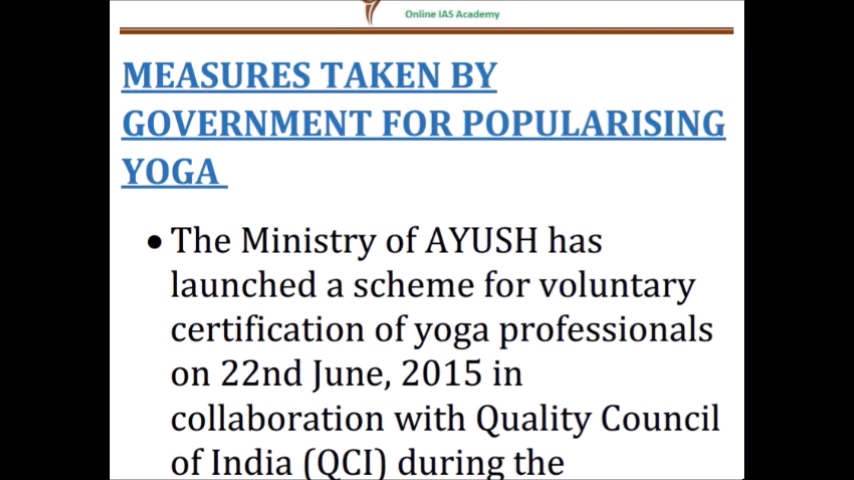 Online IAS Academy
MEASURES TAKEN BY
GOVERNMENT FOR POPULARISING
YOGA
• The Ministry of AYUSH has
launched a scheme for voluntary
certification of yoga professionals
on 22nd June, 2015 in
collaboration with Quality Council
of India (QCI) during the